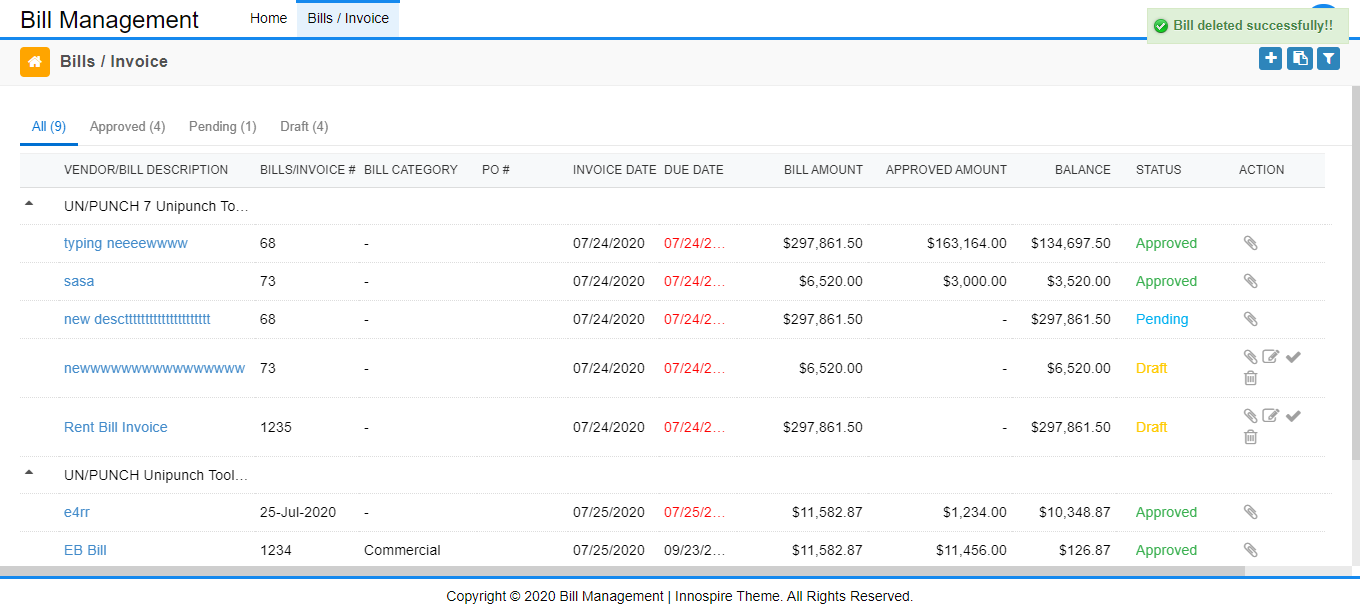 Bill Management Home Bills / Invoice
Bill deleted successfully!!
Bills / Invoice
All (9) Approved (4) Pending (1) Draft (4)
VENDOR/BILL DESCRIPTION BILLS/INVOICE # BILL CATEGORY PO # INVOICE DATE DUE DATE BILL AMOUNT APPROVED AMOUNT BALANCE STATUS ACTION
UN/PUNCH 7 Unipunch To...
typing neeeewwww 68 - 07/24/2020 07/24/2... $297,861.50 $163,164.00 $134,697.50 Approved
sasa 73 - 07/24/2020 07/24/2... $6,520.00 $3,000.00 $3,520.00 Approved
new desctttttttttttttttttttttt 68 - 07/24/2020 07/24/2... $297,861.50 - $297,861.50 Pending
newwwwwwwwwwwwwwww 73 - 07/24/2020 07/24/2... $6,520.00 - $6,520.00 Draft
Rent Bill Invoice 1235 - 07/24/2020 07/24/2... $297,861.50 - $297,861.50 Draft
UN/PUNCH Unipunch Tool...
e4rr 25-Jul-2020 - 07/25/2020 07/25/2... $11,582.87 $1,234.00 $10,348.87 Approved
EB Bill 1234 Commercial 07/25/2020 09/23/2... $11,582.87 $11,456.00 $126.87 Approved
Copyright © 2020 Bill Management | Innospire Theme. All Rights Reserved.